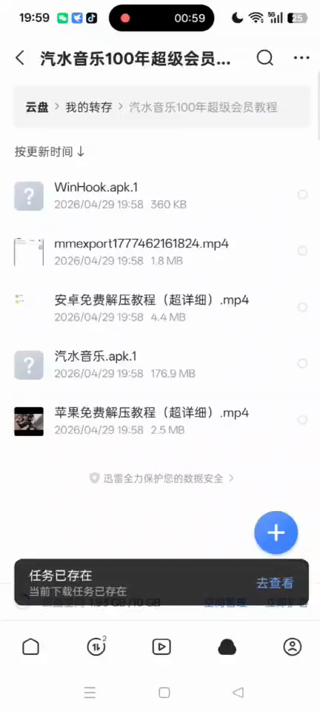 19:59
00:59
5G
25
汽水音乐100年超级会员...
云盘 > 我的转存 > 汽水音乐100年超级会员教程
按更新时间↓
WinHook.apk.1
2026/04/29 19:58 360 KB
mmexport1777462161824.mp4
2026/04/29 19:58 1.8 MB
安卓免费解压教程（超详细）.mp4
2026/04/29 19:58 4.4 MB
汽水音乐.apk.1
2026/04/29 19:58 176.9 MB
苹果免费解压教程（超详细）.mp4
2026/04/29 19:58 2.5 MB
迅雷全力保护您的数据安全 >
任务已存在
当前下载任务已存在
去查看
2